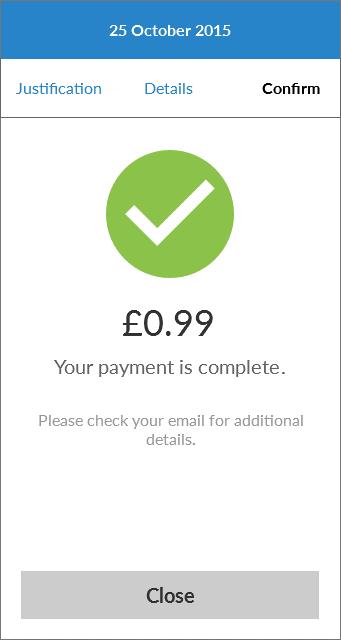 25 October 2015
Justification Details Confirm
£0.99
Your payment is complete.
Please check your email for additional
details.
Close